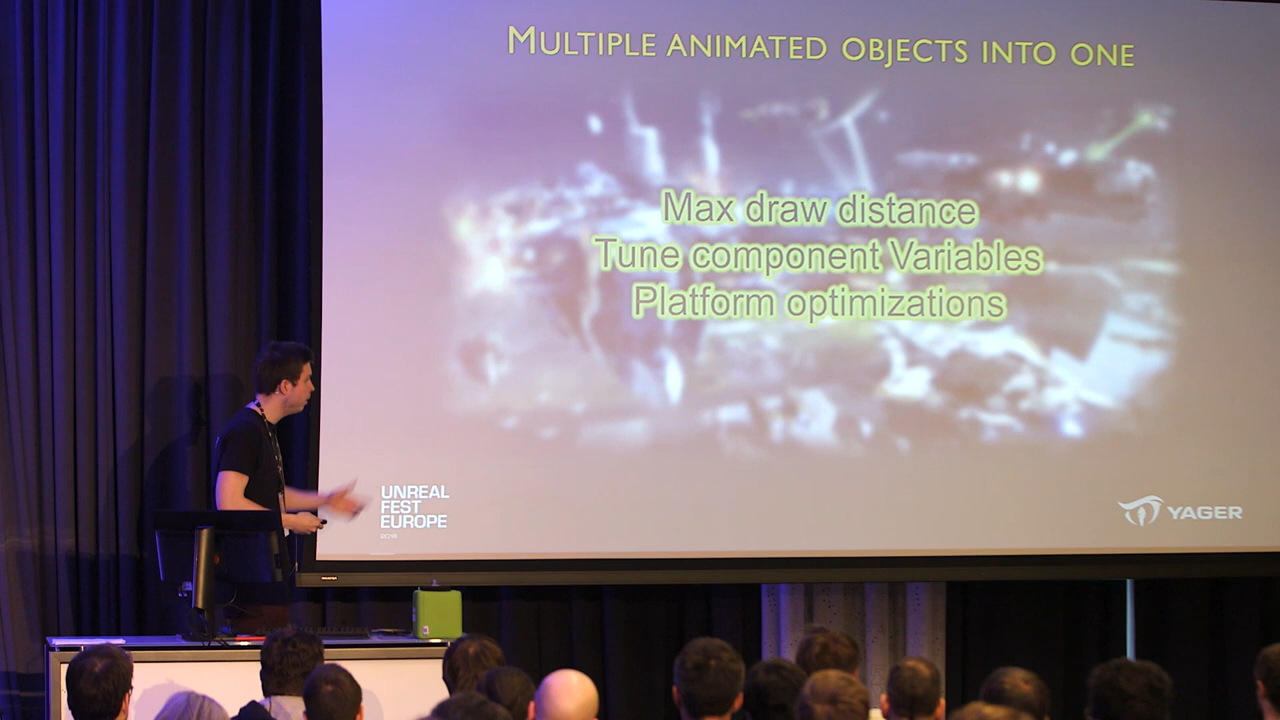 MULTIPLE ANIMATED OBJECTS INTO ONE
Max draw distance
Tune component Variables
Platform optimizations
UNREAL
FEST
EUROPE
YAGER